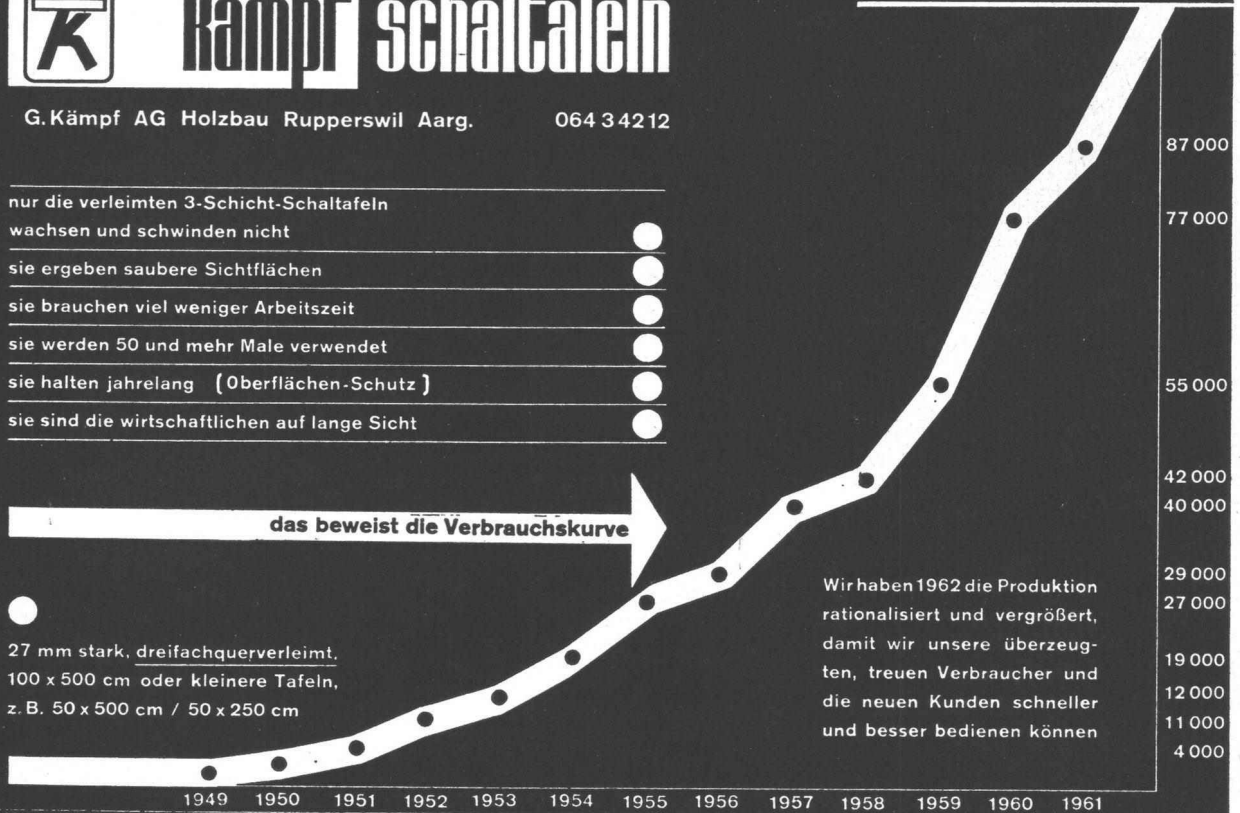 K
Kämpf schaltafeln
G. Kämpf AG Holzbau Rupperswil Aarg. 064 3 42 12
nur die verleimten 3-Schicht-Schaltafeln
wachsen und schwinden nicht
sie ergeben saubere Sichtflächen
sie brauchen viel weniger Arbeitszeit
sie werden 50 und mehr Male verwendet
sie halten jahrelang (Oberflächen-Schutz)
sie sind die wirtschaftlichen auf lange Sicht
das beweist die Verbrauchskurve
27 mm stark, dreifachquerverleimt,
100 x 500 cm oder kleinere Tafeln,
z. B. 50 x 500 cm / 50 x 250 cm
Wir haben 1962 die Produktion
rationalisiert und vergrößert,
damit wir unsere überzeug-
ten, treuen Verbraucher und
die neuen Kunden schneller
und besser bedienen können
87 000
77 000
55 000
42 000
40 000
29 000
27 000
19 000
12 000
11 000
4 000
1949 1950 1951 1952 1953 1954 1955 1956 1957 1958 1959 1960 1961